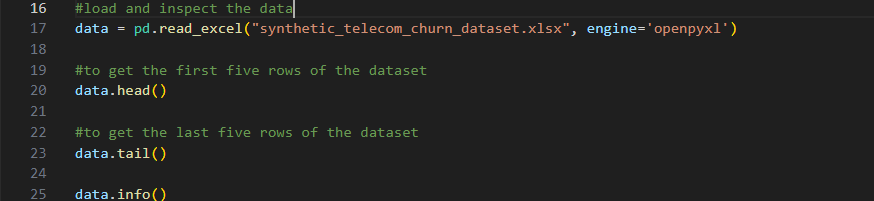 16 #load and inspect the data
17 data = pd.read_excel("synthetic_telecom_churn_dataset.xlsx", engine='openpyxl')
18
19 #to get the first five rows of the dataset
20 data.head()
21
22 #to get the last five rows of the dataset
23 data.tail()
24
25 data.info()